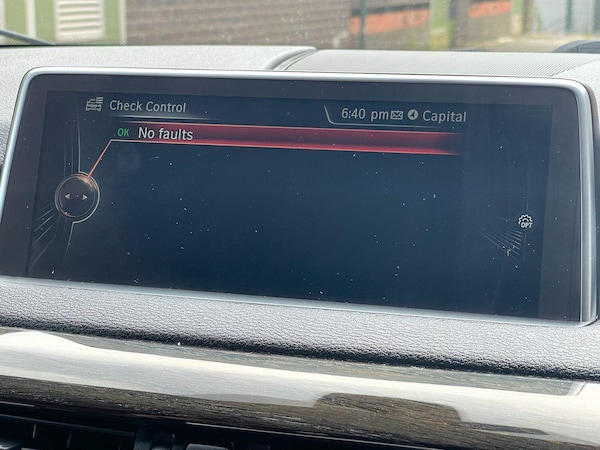 Check Control
6:40 pm Capital
OK No faults
OPT